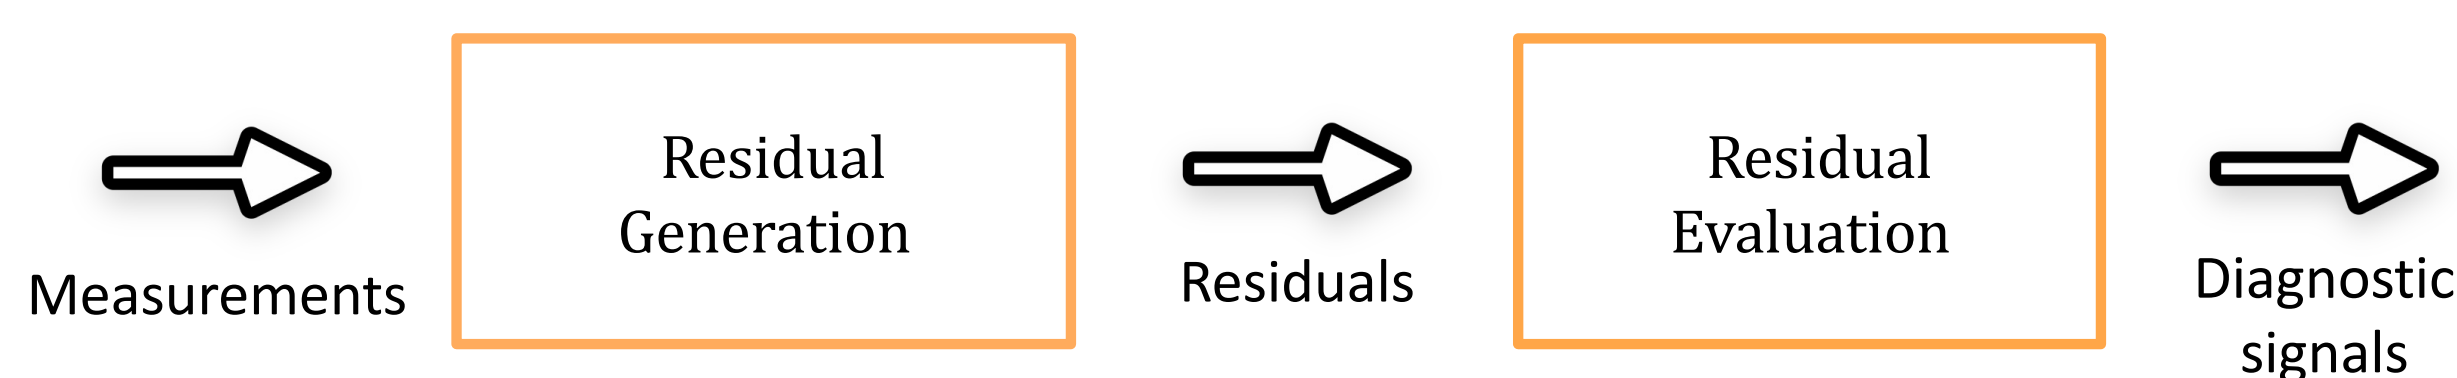 Measurements
Residual
Generation
Residuals
Residual
Evaluation
Diagnostic
signals